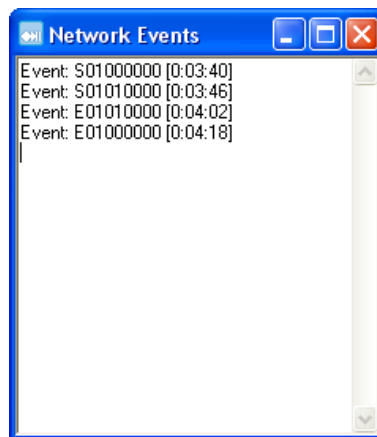 Network Events
Event: S01000000 [0:03:40]
Event: S01010000 [0:03:46]
Event: E01010000 [0:04:02]
Event: E01000000 [0:04:18]